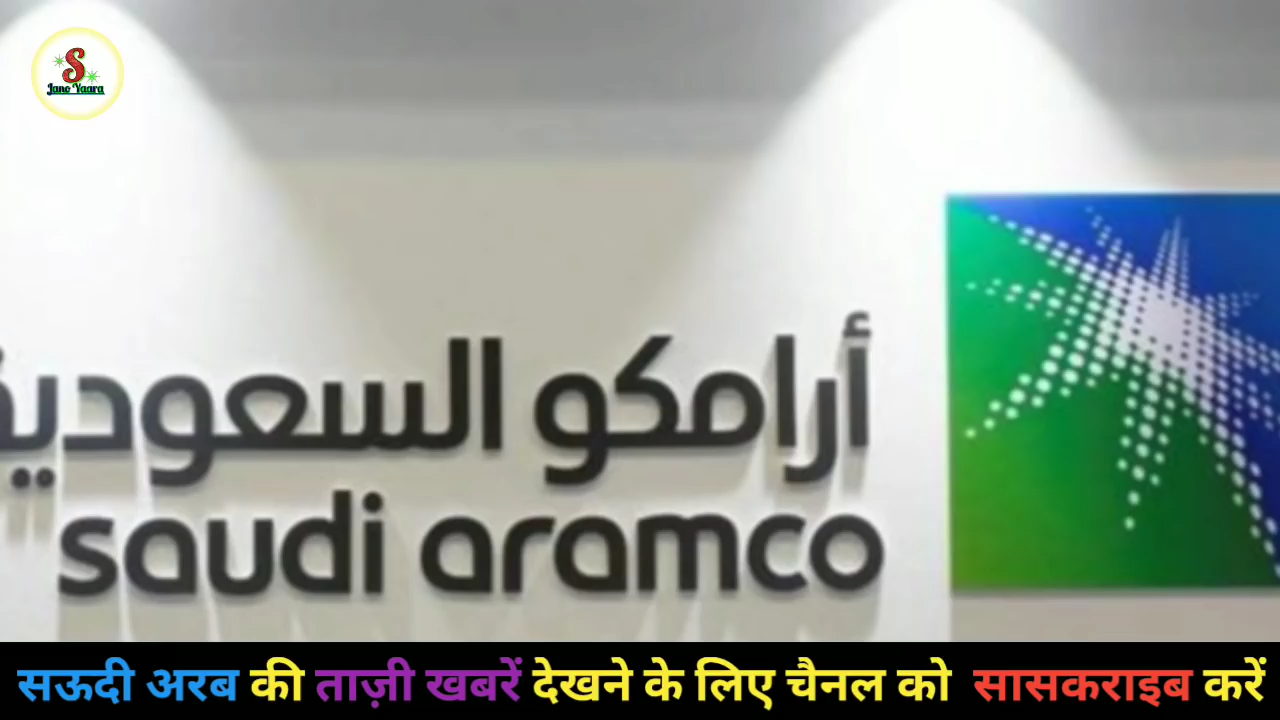 S
Jano Yaara
أرامكو السعودية
saudi aramco
सऊदी अरब की ताज़ी खबरें देखने के लिए चैनल को सासकराइब करें